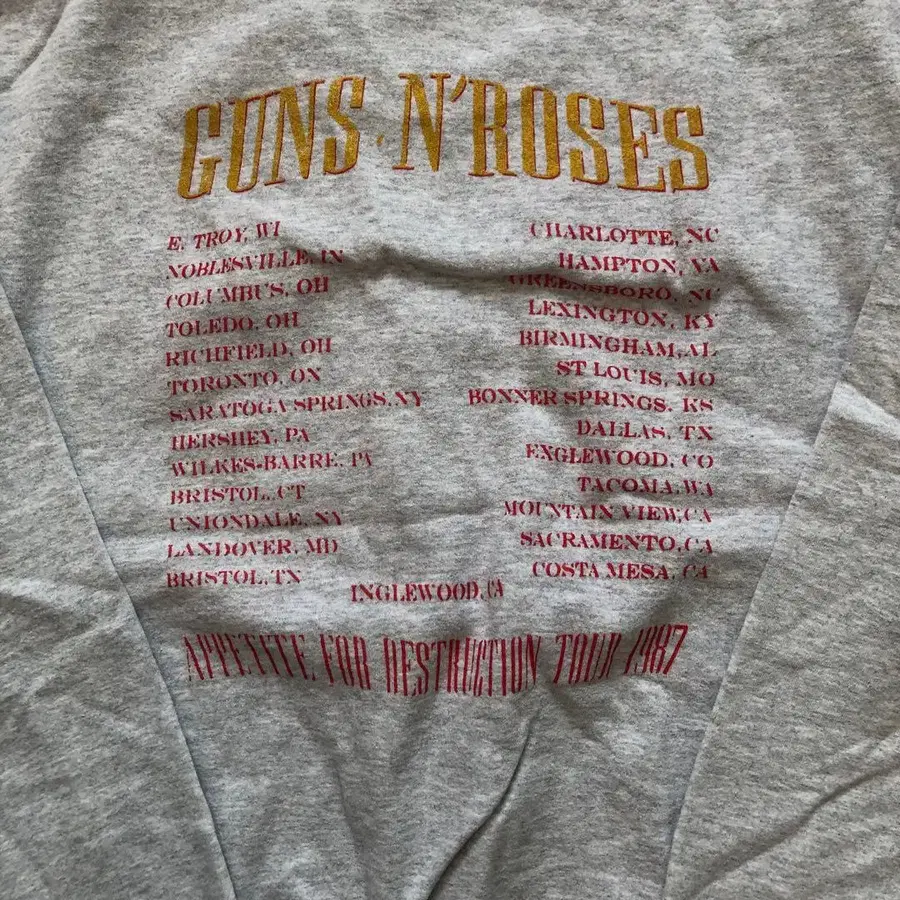 GUNS N'ROSES
E. TROY, WI
NOBLESVILLE, IN
COLUMBUS, OH
TOLEDO, OH
RICHFIELD, OH
TORONTO, ON
SARATOGA SPRINGS, NY
HERSHEY, PA
WILKES-BARRE, PA
BRISTOL, CT
UNIONDALE, NY
LANDOVER, MD
BRISTOL, TX
CHARLOTTE, NC
HAMPTON, VA
GREENSBORO, NC
LEXINGTON, KY
BIRMINGHAM, AL
ST LOUIS, MO
BONNER SPRINGS, KS
DALLAS, TX
EXGLEWOOD, CO
TACOMA, WA
MOUNTAIN VIEW, CA
SACRAMENTO, CA
COSTA MESA, CA
INGLEWOOD, CA
APPETITE FOR DESTRUCTION TOUR 1987